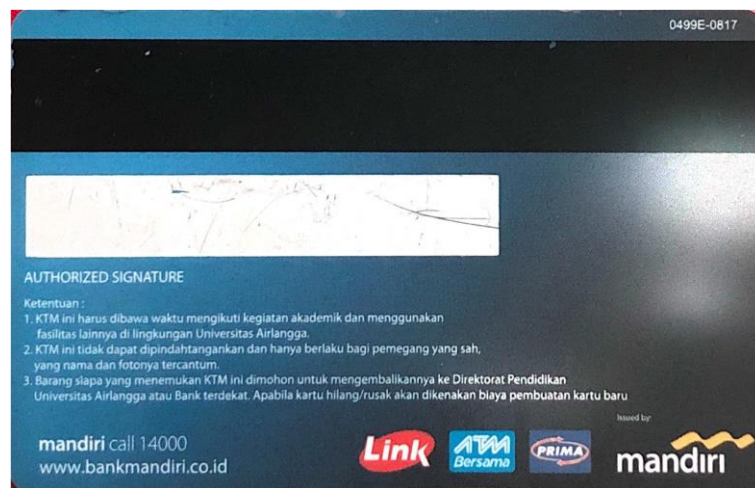 0499E-0817
AUTHORIZED SIGNATURE
Ketentuan :
1. KTM ini harus dibawa waktu mengikuti kegiatan akademik dan menggunakan
fasilitas lainnya di lingkungan Universitas Airlangga.
2. KTM ini tidak dapat dipindahtangankan dan hanya berlaku bagi pemegang yang sah,
yang nama dan fotonya tercantum.
3. Barang siapa yang menemukan KTM ini dimohon untuk mengembalikannya ke Direktorat Pendidikan
Universitas Airlangga atau Bank terdekat. Apabila kartu hilang/rusak akan dikenakan biaya pembuatan kartu baru
Issued by:
mandiri call 14000
www.bankmandiri.co.id
Link
ATM
Bersama
PRIMA
mandiri